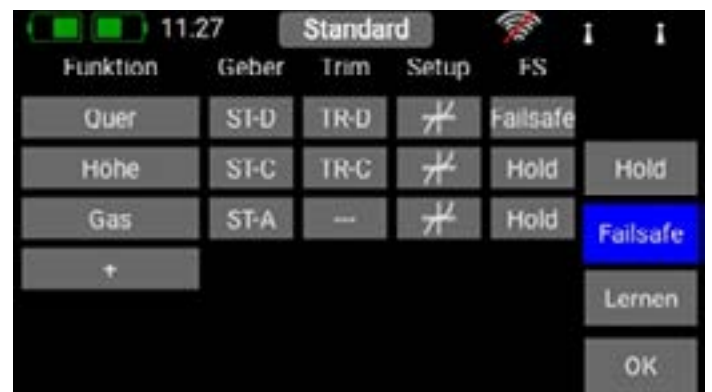 11.27 Standard
Funktion Geber Trim Setup FS
Quer ST-D TR-D Failsafe
Höhe ST-C TR-C Hold Hold
Gas ST-A --- Hold Failsafe
+
Lernen
OK